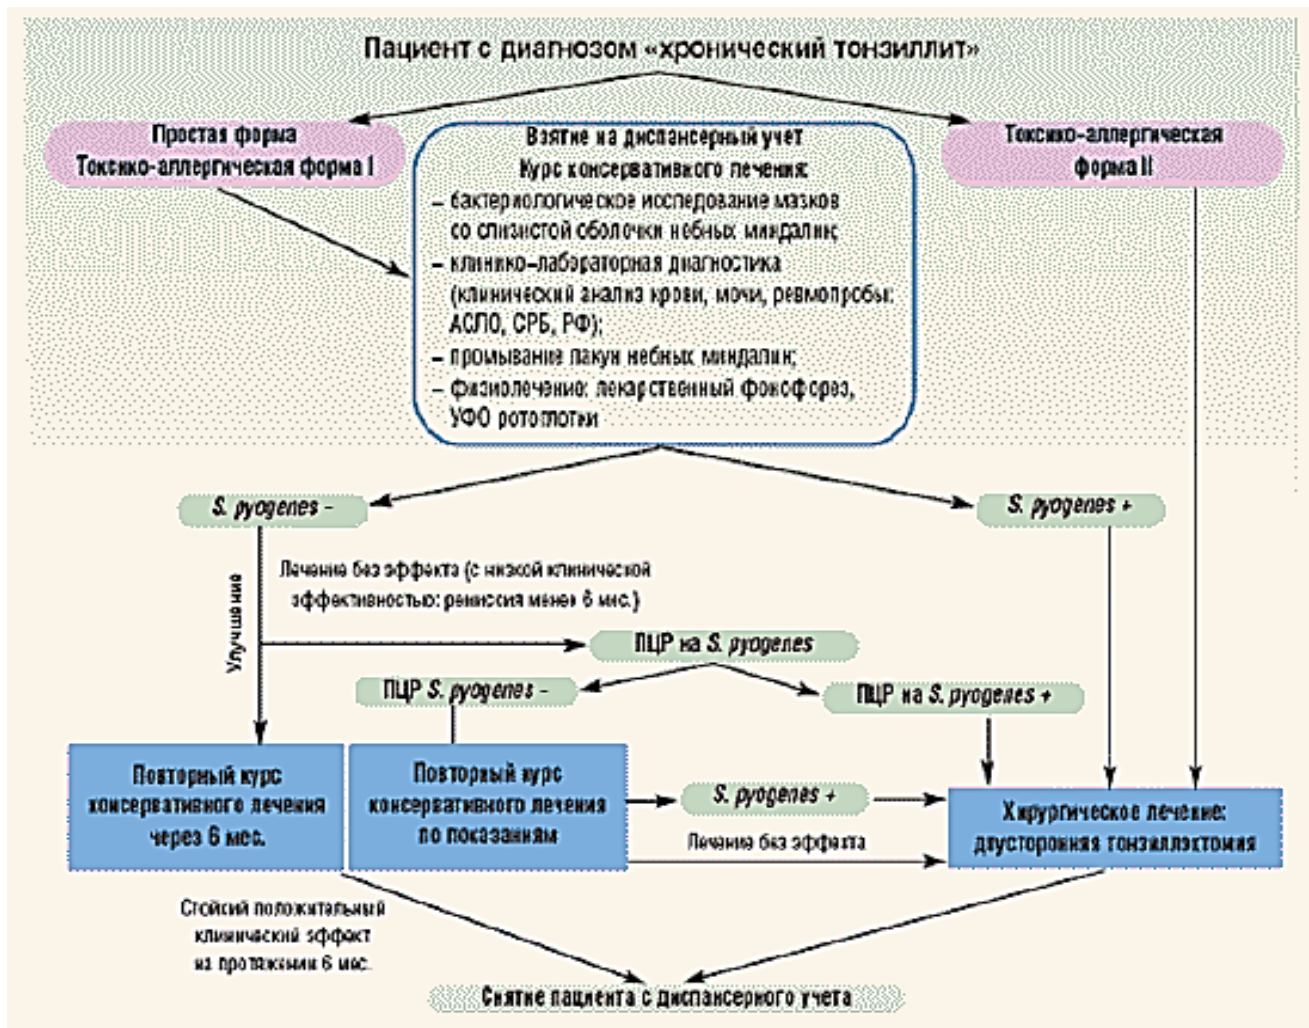 Пациент с диагнозом «хронический тонзиллит»
Простая форма
Токсико-аллергическая форма I
Взятие на диспансерный учет
Курс консервативного лечения:
– бактериологическое исследование мазков
со слизистой оболочки небных миндалин;
– клинико-лабораторная диагностика
(клинический анализ крови, мочи, ревмопробы:
АСЛО, СРБ, РФ);
– промывание лакун небных миндалин;
– физиолечение: лекарственный фонофорез,
УФО ротоглотки
Токсико-аллергическая
форма II
S. pyogenes –
S. pyogenes +
Улучшение
Лечение без эффекта (с низкой клинической
эффективностью: ремиссия менее 6 мес.)
ПЦР на S. pyogenes
ПЦР S. pyogenes –
ПЦР на S. pyogenes +
Повторный курс
консервативного лечения
через 6 мес.
Повторный курс
консервативного лечения
по показаниям
S. pyogenes +
Лечение без эффекта
Хирургическое лечение:
двусторонняя тонзиллэктомия
Стойкий положительный
клинический эффект
на протяжении 6 мес.
Снятие пациента с диспансерного учета